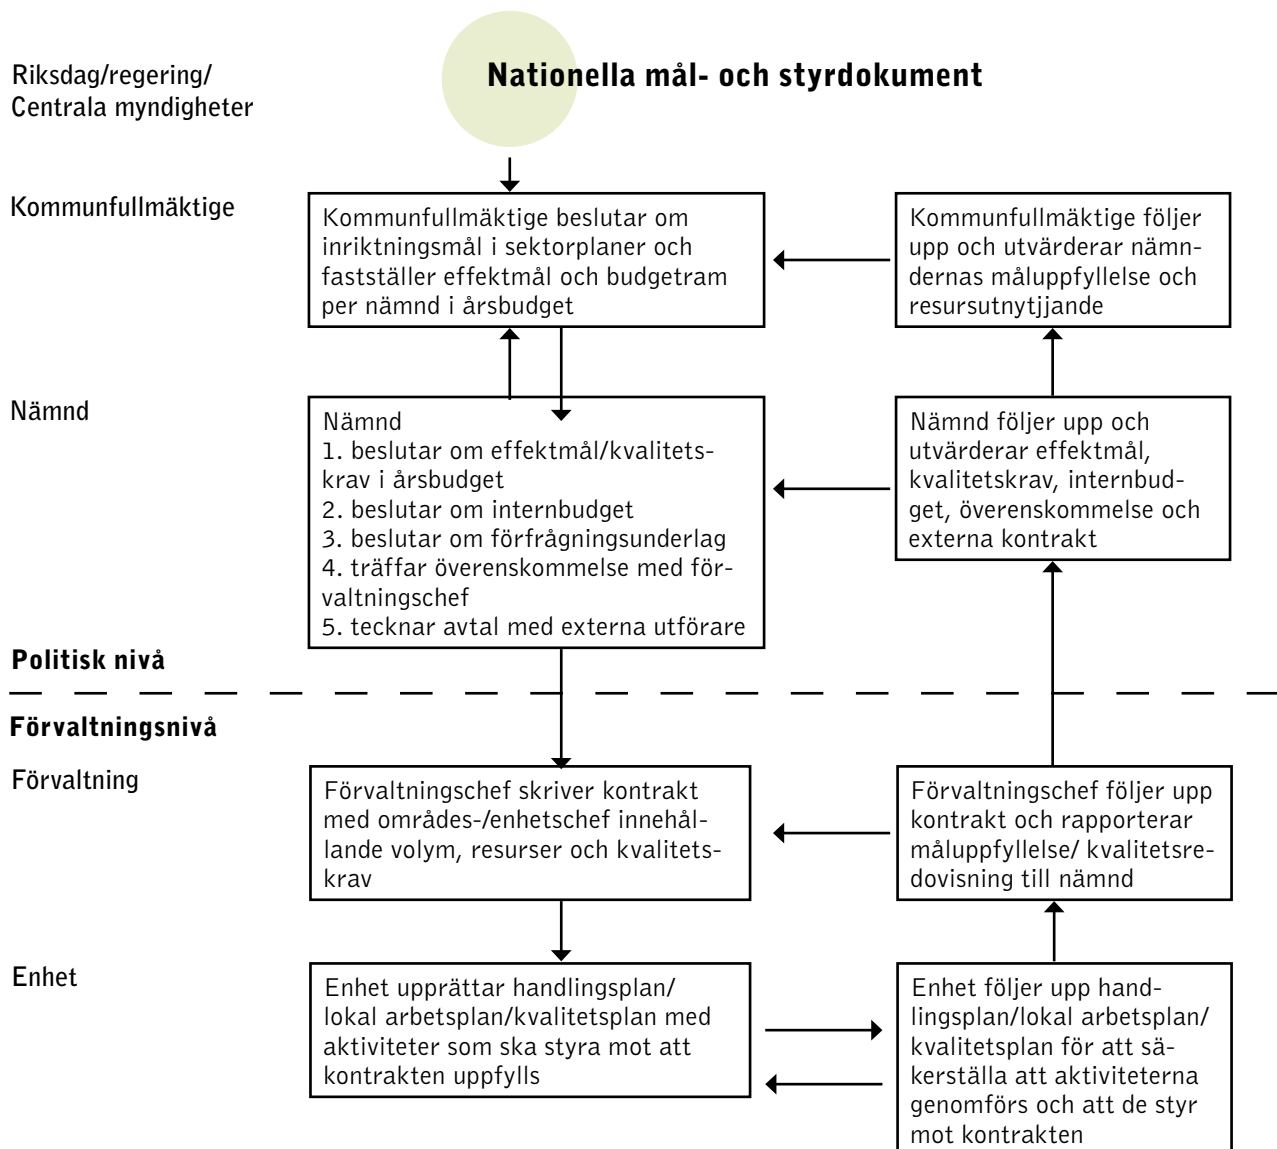 Riksdag/regering/
Centrala myndigheter
Nationella mål- och styrdokument
Kommunfullmäktige
Kommunfullmäktige beslutar om
inriktningsmål i sektorplaner och
fastställer effektmål och budgetram
per nämnd i årsbudget
Kommunfullmäktige följer
upp och utvärderar nämn-
dernas måluppfyllelse och
resursutnytjjande
Nämnd
Nämnd
1. beslutar om effektmål/kvalitets-
krav i årsbudget
2. beslutar om internbudget
3. beslutar om förfrågningsunderlag
4. träffar överenskommelse med för-
valtningschef
5. tecknar avtal med externa utförare
Nämnd följer upp och
utvärderar effektmål,
kvalitetskrav, internbud-
get, överenskommelse och
externa kontrakt
Politisk nivå
Förvaltningsnivå
Förvaltning
Förvaltningschef skriver kontrakt
med områdes-/enhetschef innehål-
lande volym, resurser och kvalitets-
krav
Förvaltningschef följer upp
kontrakt och rapporterar
måluppfyllelse/ kvalitetsre-
dovisning till nämnd
Enhet
Enhet upprättar handlingsplan/
lokal arbetsplan/kvalitetsplan med
aktiviteter som ska styra mot att
kontrakten uppfylls
Enhet följer upp hand-
lingsplan/lokal arbetsplan/
kvalitetsplan för att sä-
kerställa att aktiviteterna
genomförs och att de styr
mot kontrakten